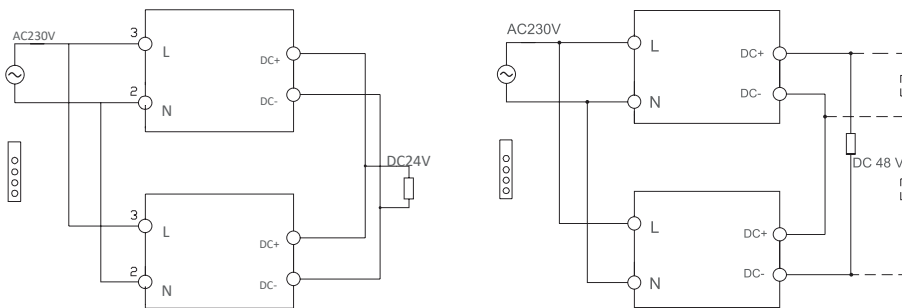 AC230V
3
L
DC+
2
DC-
N
DC24V
3
L
DC+
2
DC-
N
AC230V
L
DC+
DC-
N
DC 48 V
L
DC+
N
DC-